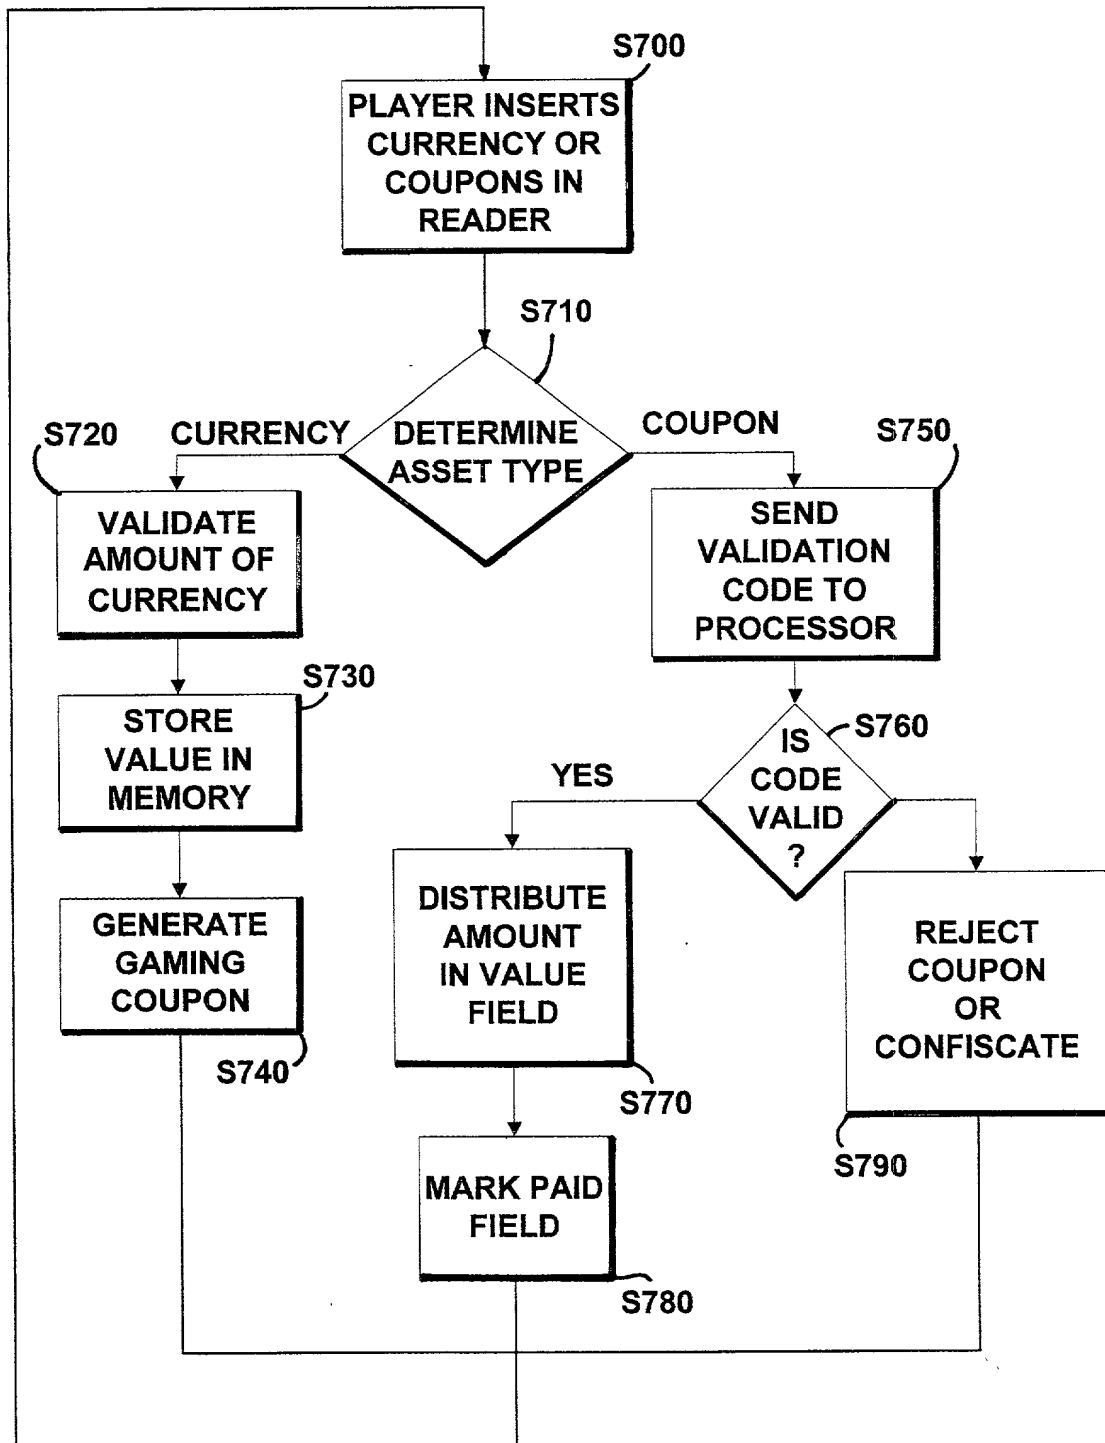 S700
PLAYER INSERTS
CURRENCY OR
COUPONS IN
READER
S710
DETERMINE
ASSET TYPE
CURRENCY
COUPON
S720
VALIDATE
AMOUNT OF
CURRENCY
S730
STORE
VALUE IN
MEMORY
GENERATE
GAMING
COUPON
S740
S750
SEND
VALIDATION
CODE TO
PROCESSOR
S760
IS
CODE
VALID
?
YES
DISTRIBUTE
AMOUNT
IN VALUE
FIELD
S770
MARK PAID
FIELD
S780
REJECT
COUPON
OR
CONFISCATE
S790